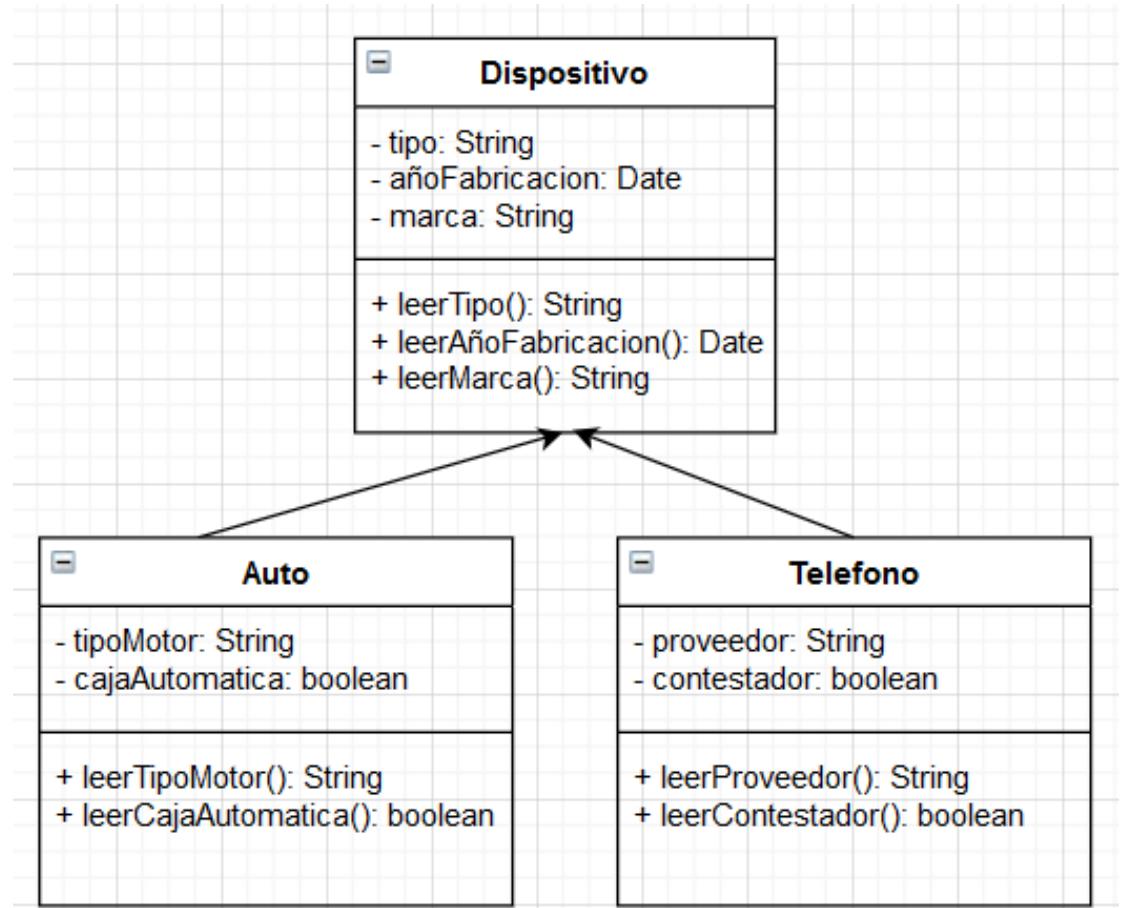 Dispositivo
- tipo: String
- añoFabricacion: Date
- marca: String
+ leerTipo(): String
+ leerAñoFabricacion(): Date
+ leerMarca(): String
Auto
- tipoMotor: String
- cajaAutomatica: boolean
+ leerTipoMotor(): String
+ leerCajaAutomatica(): boolean
Telefono
- proveedor: String
- contestador: boolean
+ leerProveedor(): String
+ leerContestador(): boolean